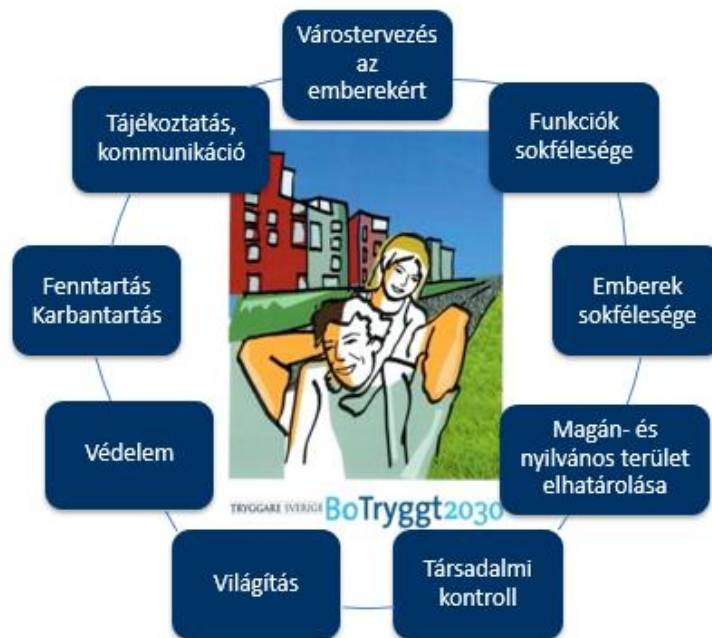 Várostervezés
az
emberekért
Funkciók
sokfélesége
Emberek
sokfélesége
Magán- és
nyilvános terület
elhatárolása
Társadalmi
kontroll
Világítás
Védelem
Fenntartás
Karbantartás
Tájékoztatás,
kommunikáció
TRYGGARE SVERIGE BoTryggt2030